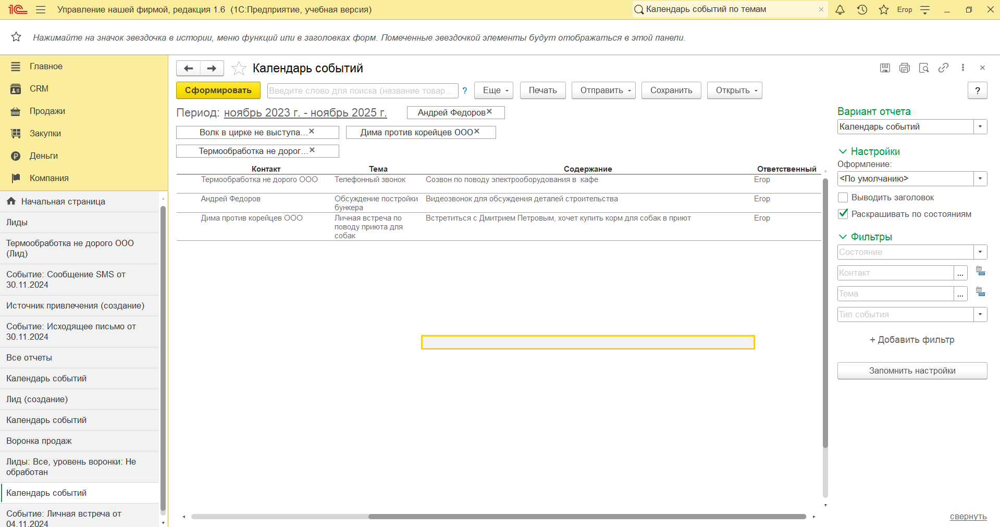 1С Управление нашей фирмой, редакция 1.6 (1С:Предприятие, учебная версия) Календарь событий по темам Егор
Нажимайте на значок звездочка в истории, меню функций или в заголовках форм. Помеченные звездочкой элементы будут отображаться в этой панели.
Главное
CRM
Продажи
Закупки
Деньги
Компания
Начальная страница
Лиды
Термообработка не дорого ООО
(Лид)
Событие: Сообщение SMS от
30.11.2024
Источник привлечения (создание)
Событие: Исходящее письмо от
30.11.2024
Все отчеты
Календарь событий
Лид (создание)
Календарь событий
Воронка продаж
Лиды: Все, уровень воронки: Не
обработан
Календарь событий
Событие: Личная встреча от
04.11.2024
Календарь событий
Сформировать Введите слово для поиска (название товар... ? Еще Печать Отправить Сохранить Открыть ?
Период: ноябрь 2023 г. - ноябрь 2025 г. Андрей Федоров
Волк в цирке не выступа... Дима против корейцев ООО
Термообработка не дорог...
Контакт Тема Содержание Ответственный
Термообработка не дорого ООО Телефонный звонок Созвон по поводу электрооборудования в  кафе Егор
Андрей Федоров Обсуждение постройки Видеозвонок для обсуждения деталей строительства Егор
бункера
Дима против корейцев ООО Личная встреча по Встретиться с Дмитрием Петровым, хочет купить корм для собак в приют Егор
поводу приюта для
собак
Вариант отчета
Календарь событий
Настройки
Оформление:
<По умолчанию>
Выводить заголовок
Раскрашивать по состояниям
Фильтры
Состояние
Контакт ...
Тема ...
Тип события
+ Добавить фильтр
Запомнить настройки
свернуть